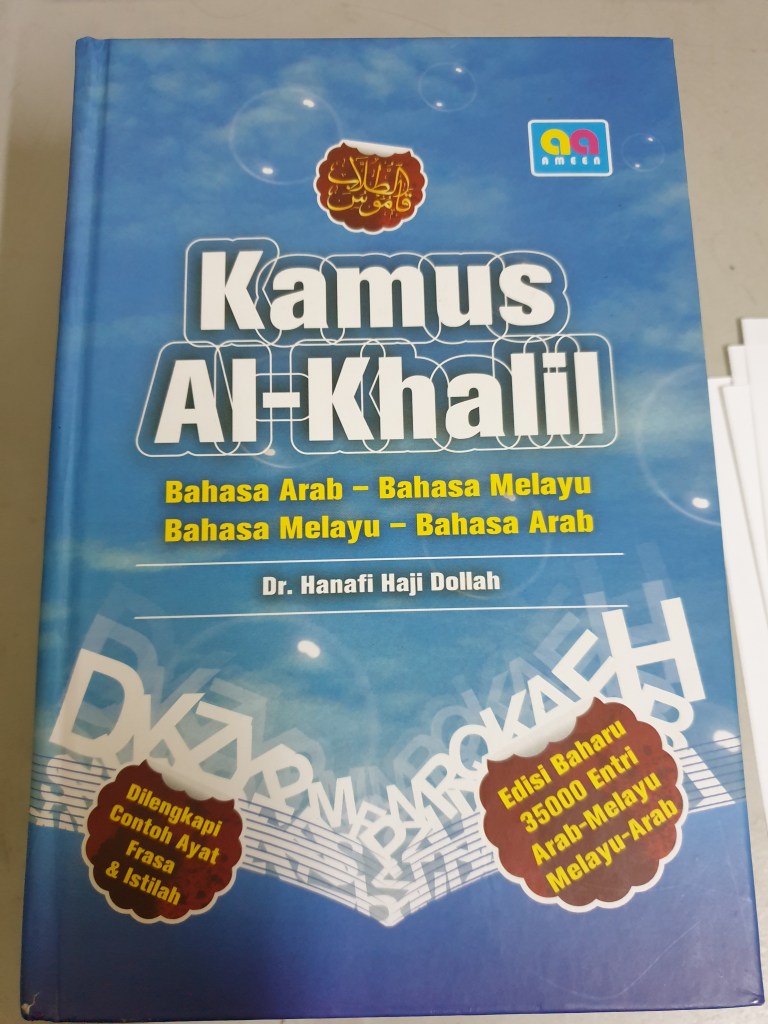 قاموس الطلاب
aa
AMEEN
Kamus
Al-Khalil
Bahasa Arab – Bahasa Melayu
Bahasa Melayu – Bahasa Arab
Dr. Hanafi Haji Dollah
Dilengkapi
Contoh Ayat
Frasa
& Istilah
Edisi Baharu
35000 Entri
Arab-Melayu
Melayu-Arab